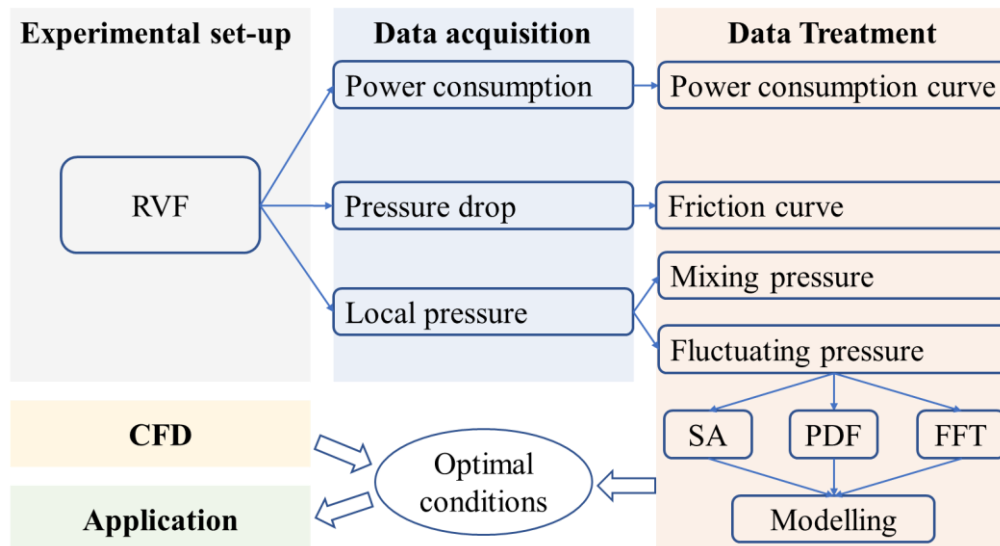 Experimental set-up
Data acquisition
Data Treatment
Power consumption
Power consumption curve
RVF
Pressure drop
Friction curve
Local pressure
Mixing pressure
Fluctuating pressure
SA
PDF
FFT
Modelling
CFD
Optimal
conditions
Application